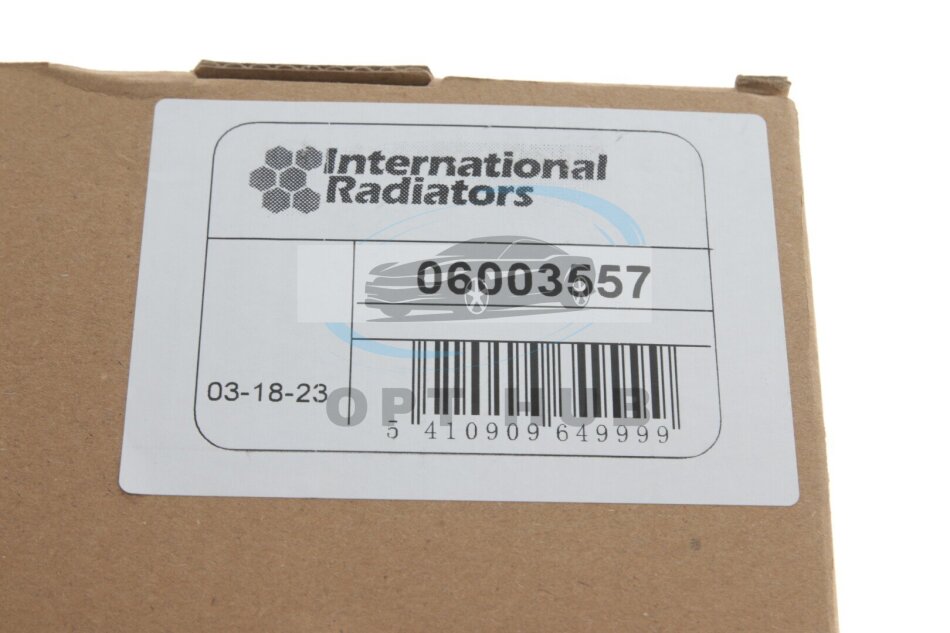 International
Radiators
06003557
03-18-23
OPT HUB
5 410909 649999